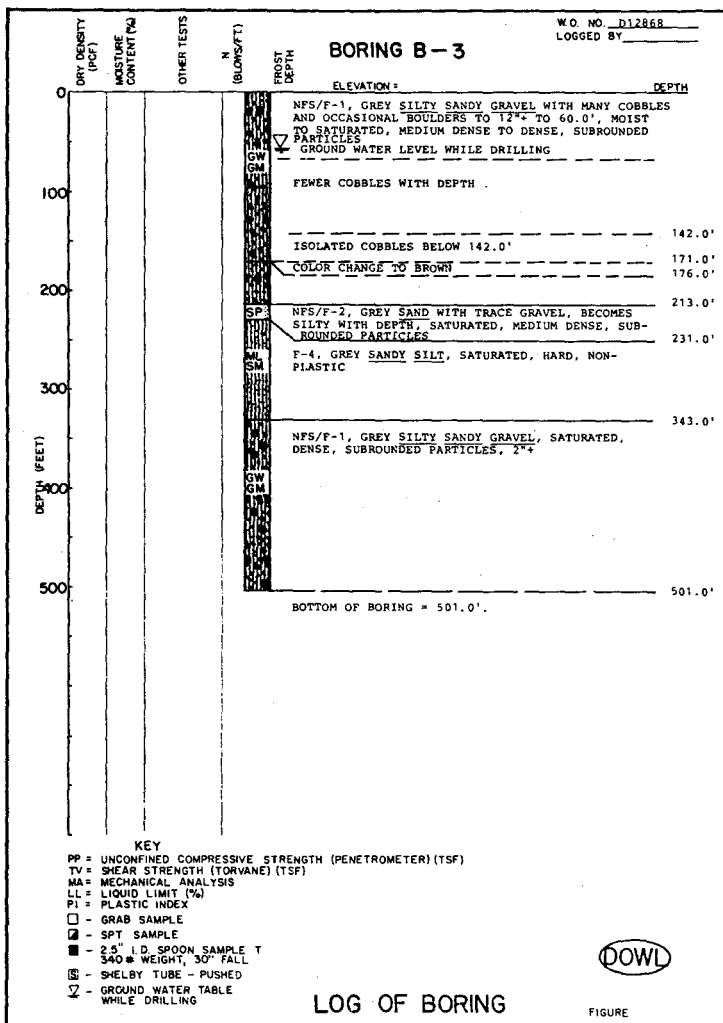 W.O. NO. D12868
LOGGED BY
BORING B-3
DRY DENSITY (PCF)
MOISTURE CONTENT (%)
OTHER TESTS
N (BLOWS/FT)
FROST DEPTH
ELEVATION =
DEPTH
0
NFS/F-1, GREY SILTY SANDY GRAVEL WITH MANY COBBLES
AND OCCASIONAL BOULDERS TO 12"+ TO 60.0', MOIST
TO SATURATED, MEDIUM DENSE TO DENSE, SUBROUNDED
PARTICLES
GROUND WATER LEVEL WHILE DRILLING
GW
GM
FEWER COBBLES WITH DEPTH
100
142.0'
ISOLATED COBBLES BELOW 142.0'
171.0'
COLOR CHANGE TO BROWN
176.0'
200
213.0'
SP
NFS/F-2, GREY SAND WITH TRACE GRAVEL, BECOMES
SILTY WITH DEPTH, SATURATED, MEDIUM DENSE, SUB-
ROUNDED PARTICLES
231.0'
ML
SM
F-4, GREY SANDY SILT, SATURATED, HARD, NON-
PLASTIC
300
343.0'
NFS/F-1, GREY SILTY SANDY GRAVEL, SATURATED,
DENSE, SUBROUNDED PARTICLES, 2"+
DEPTH (FEET)
GW
GM
400
500
501.0'
BOTTOM OF BORING = 501.0'.
KEY
PP = UNCONFINED COMPRESSIVE STRENGTH (PENETROMETER) (TSF)
TV = SHEAR STRENGTH (TORVANE) (TSF)
MA = MECHANICAL ANALYSIS
LL = LIQUID LIMIT (%)
PI = PLASTIC INDEX
- GRAB SAMPLE
- SPT SAMPLE
- 2.5" I.D. SPOON SAMPLE T
340# WEIGHT, 30" FALL
S - SHELBY TUBE - PUSHED
- GROUND WATER TABLE
WHILE DRILLING
DOWL
LOG OF BORING
FIGURE